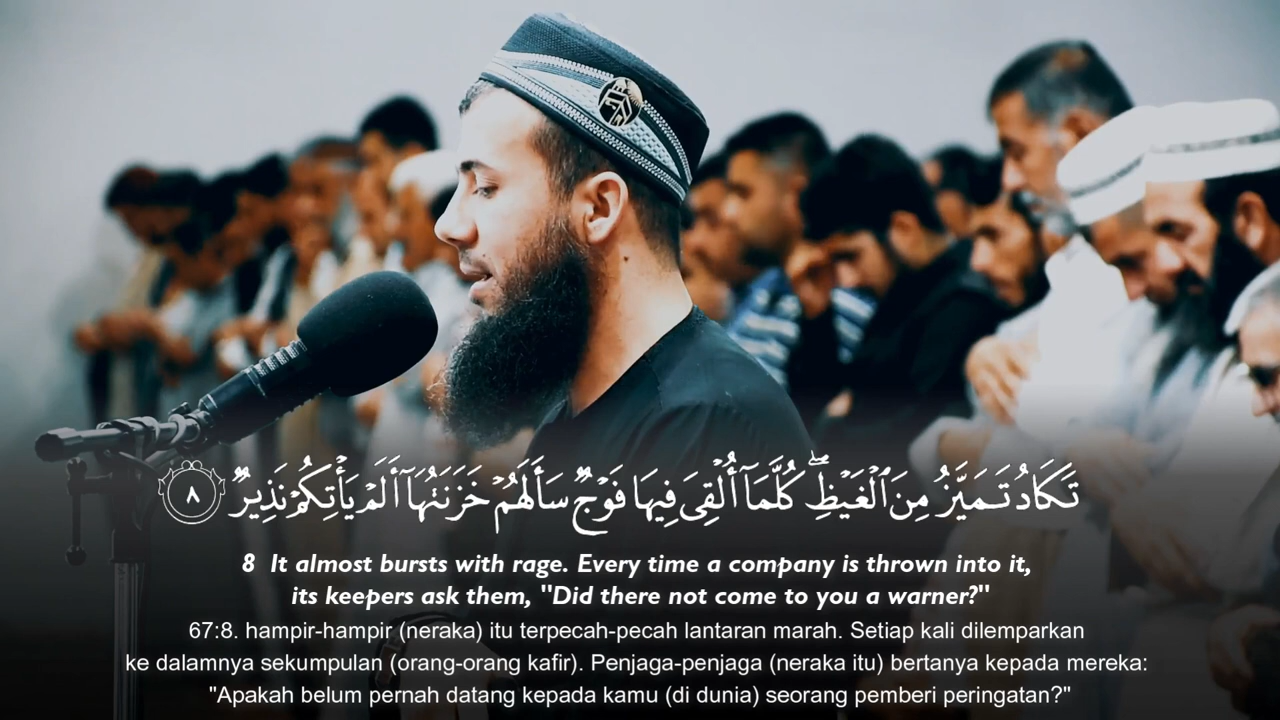 تَكَادُ تَمَيَّزُ مِنَ ٱلْغَيْظِ ۖ كُلَّمَآ أُلْقِىَ فِيهَا فَوْجٌ سَأَلَهُمْ خَزَنَتُهَآ أَلَمْ يَأْتِكُمْ نَذِيرٌ ٨
8 It almost bursts with rage. Every time a company is thrown into it,
its keepers ask them, "Did there not come to you a warner?"
67:8. hampir-hampir (neraka) itu terpecah-pecah lantaran marah. Setiap kali dilemparkan
ke dalamnya sekumpulan (orang-orang kafir). Penjaga-penjaga (neraka itu) bertanya kepada mereka:
"Apakah belum pernah datang kepada kamu (di dunia) seorang pemberi peringatan?"